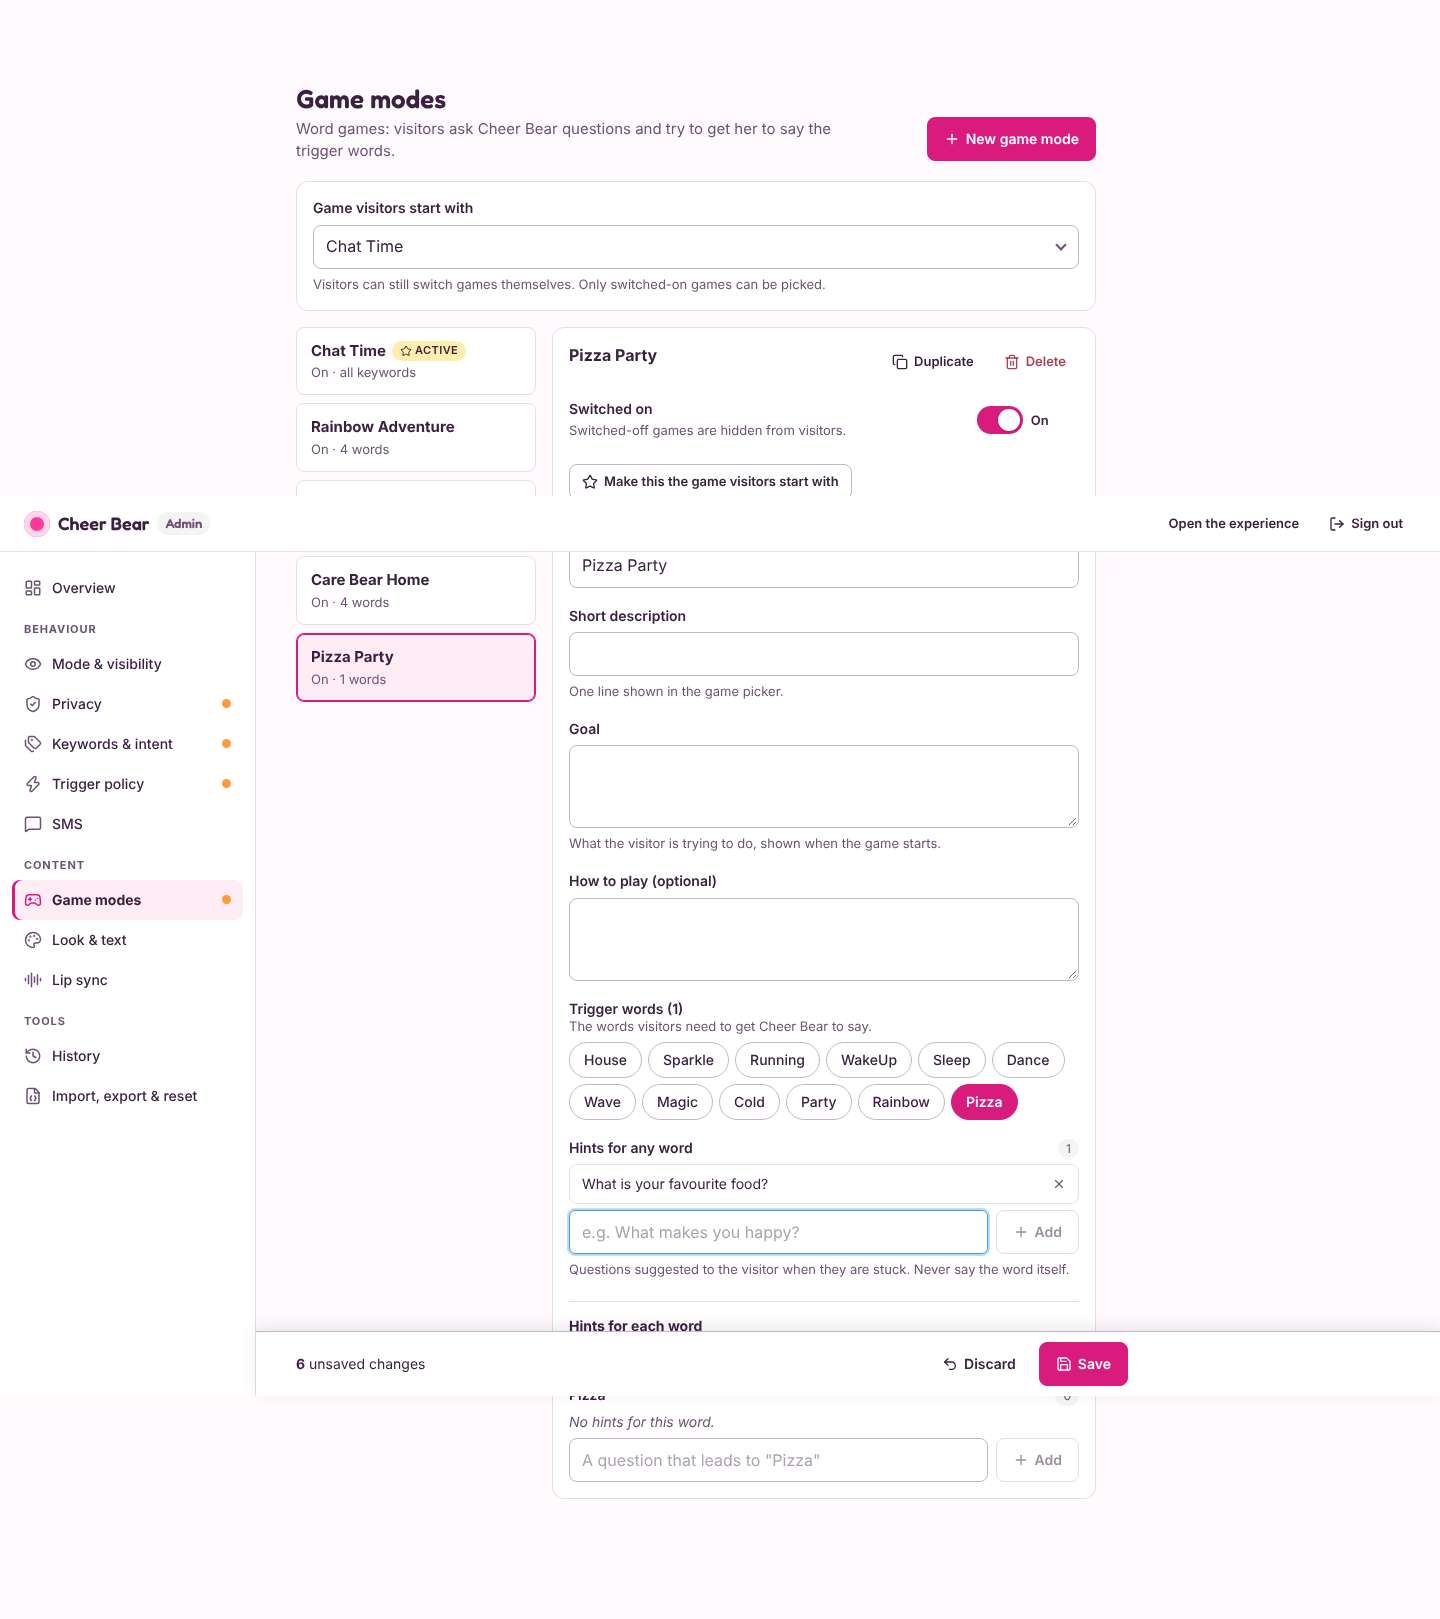 Game modes
Word games: visitors ask Cheer Bear questions and try to get her to say the
trigger words.
New game mode
Game visitors start with
Chat Time
Visitors can still switch games themselves. Only switched-on games can be picked.
Chat Time
ACTIVE
On · all keywords
Rainbow Adventure
On · 4 words
Pizza Party
Duplicate
Delete
Switched on
Switched-off games are hidden from visitors.
On
Make this the game visitors start with
Cheer Bear
Admin
Open the experience
Sign out
Overview
BEHAVIOUR
Mode & visibility
Privacy
Keywords & intent
Trigger policy
SMS
CONTENT
Game modes
Look & text
Lip sync
TOOLS
History
Import, export & reset
Care Bear Home
On · 4 words
Pizza Party
On · 1 words
Pizza Party
Short description
One line shown in the game picker.
Goal
What the visitor is trying to do, shown when the game starts.
How to play (optional)
Trigger words (1)
The words visitors need to get Cheer Bear to say.
House
Sparkle
Running
WakeUp
Sleep
Dance
Wave
Magic
Cold
Party
Rainbow
Pizza
Hints for any word
1
What is your favourite food?
e.g. What makes you happy?
Add
Questions suggested to the visitor when they are stuck. Never say the word itself.
Hints for each word
6 unsaved changes
Discard
Save
Pizza
No hints for this word.
A question that leads to "Pizza"
Add